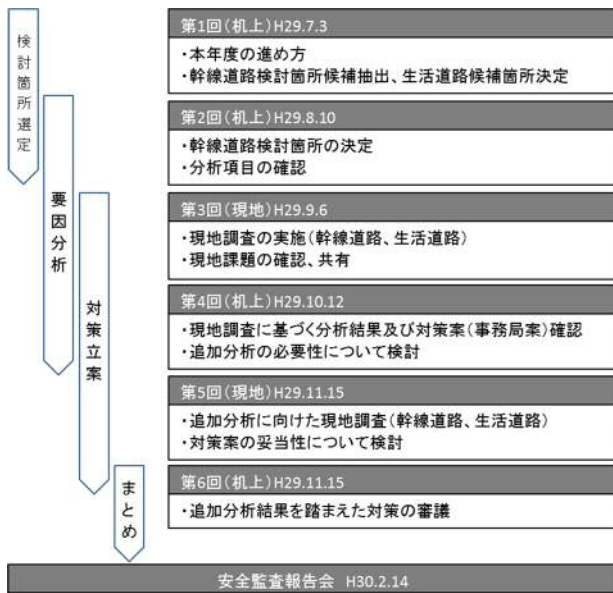 検討箇所選定
要因分析
対策立案
まとめ
第1回(机上)H29.7.3
・本年度の進め方
・幹線道路検討箇所候補抽出、生活道路候補箇所決定
第2回(机上)H29.8.10
・幹線道路検討箇所の決定
・分析項目の確認
第3回(現地)H29.9.6
・現地調査の実施(幹線道路、生活道路)
・現地課題の確認、共有
第4回(机上)H29.10.12
・現地調査に基づく分析結果及び対策案(事務局案)確認
・追加分析の必要性について検討
第5回(現地)H29.11.15
・追加分析に向けた現地調査(幹線道路、生活道路)
・対策案の妥当性について検討
第6回(机上)H29.11.15
・追加分析結果を踏まえた対策の審議
安全監査報告会 H30.2.14